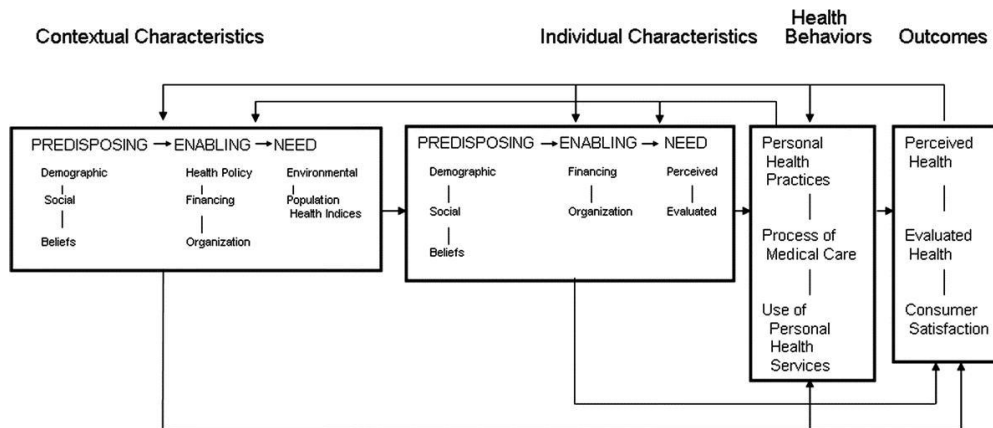 Contextual Characteristics
Individual Characteristics
Health
Behaviors
Outcomes
PREDISPOSING
ENABLING
NEED
Demographic
Social
Beliefs
Health Policy
Financing
Organization
Environmental
Population
Health Indices
PREDISPOSING
ENABLING
NEED
Demographic
Social
Beliefs
Financing
Organization
Perceived
Evaluated
Personal
Health
Practices
Process of
Medical Care
Use of
Personal
Health
Services
Perceived
Health
Evaluated
Health
Consumer
Satisfaction